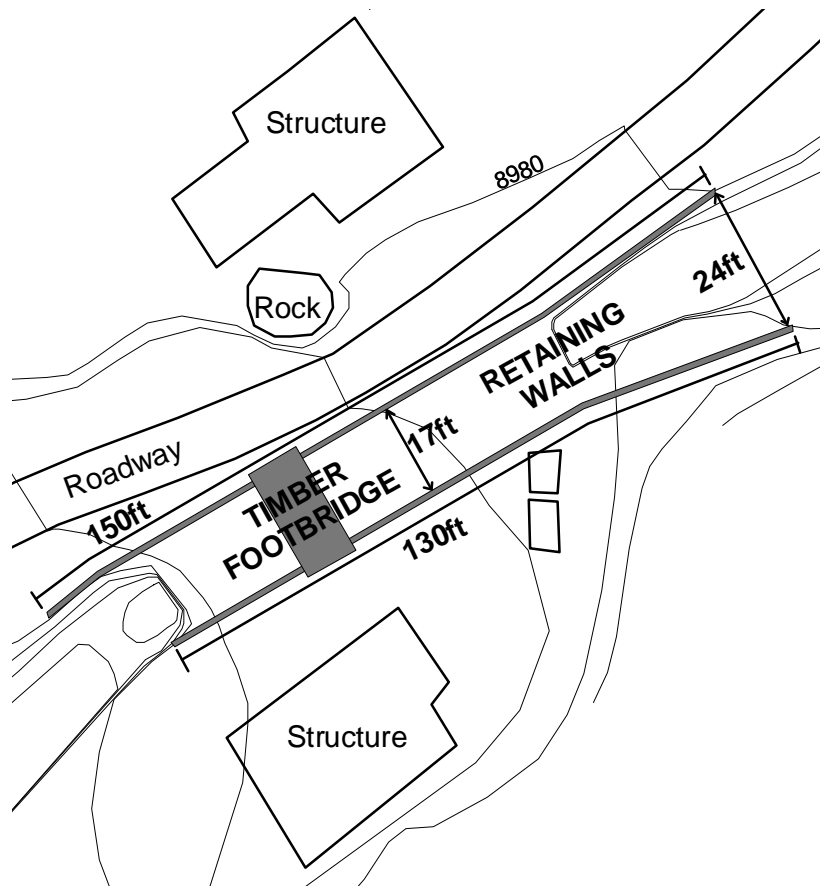 Structure
8980
24ft
Rock
RETAINING
WALLS
17ft
Roadway
TIMBER
FOOTBRIDGE
150ft
130ft
Structure